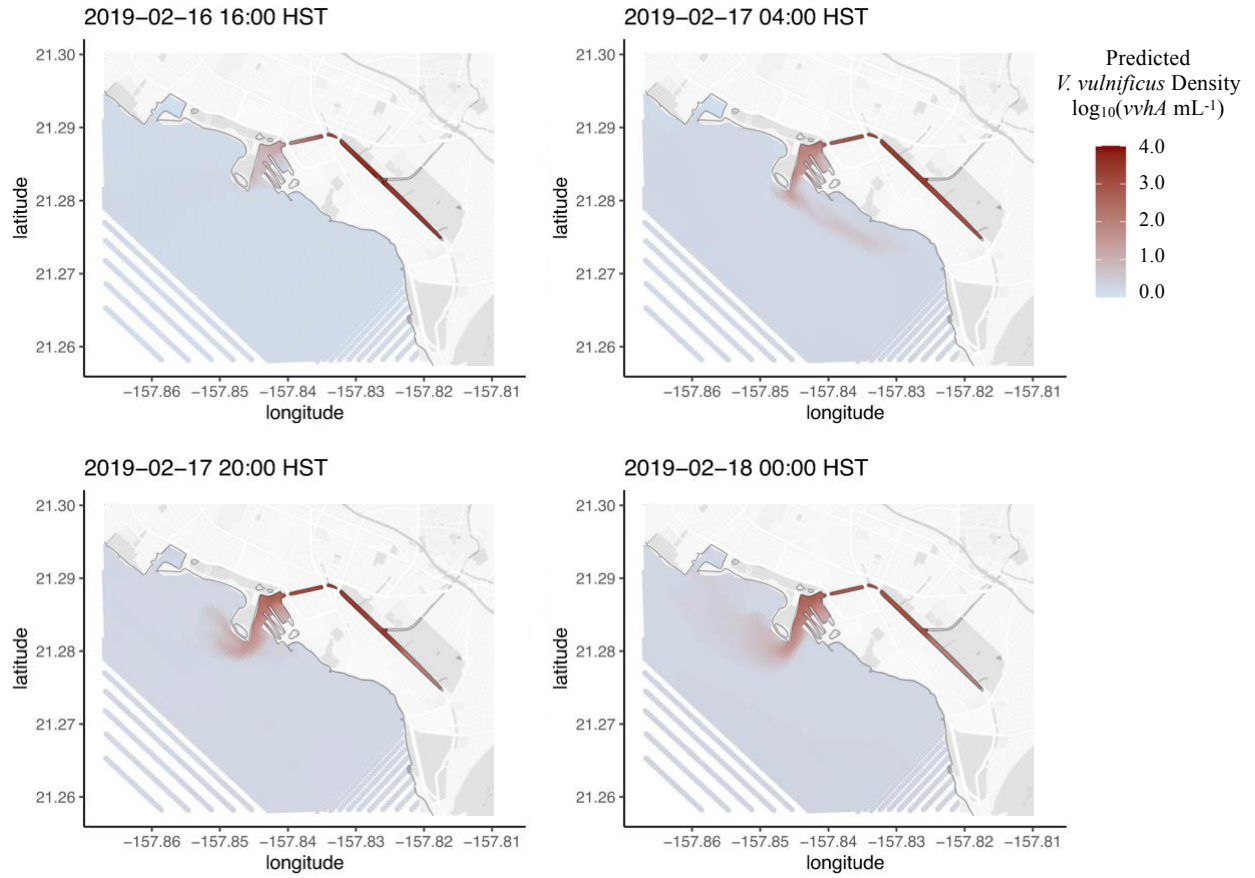 2019−02−16 16:00 HST
2019−02−17 04:00 HST
Predicted
V. vulnificus Density
log₁₀(vvhA mL⁻¹)
4.0
3.0
2.0
1.0
0.0
21.30
21.29
21.28
21.27
21.26
latitude
−157.86 −157.85 −157.84 −157.83 −157.82 −157.81
longitude
21.30
21.29
21.28
21.27
21.26
latitude
−157.86 −157.85 −157.84 −157.83 −157.82 −157.81
longitude
2019−02−17 20:00 HST
2019−02−18 00:00 HST
21.30
21.29
21.28
21.27
21.26
latitude
−157.86 −157.85 −157.84 −157.83 −157.82 −157.81
longitude
21.30
21.29
21.28
21.27
21.26
latitude
−157.86 −157.85 −157.84 −157.83 −157.82 −157.81
longitude